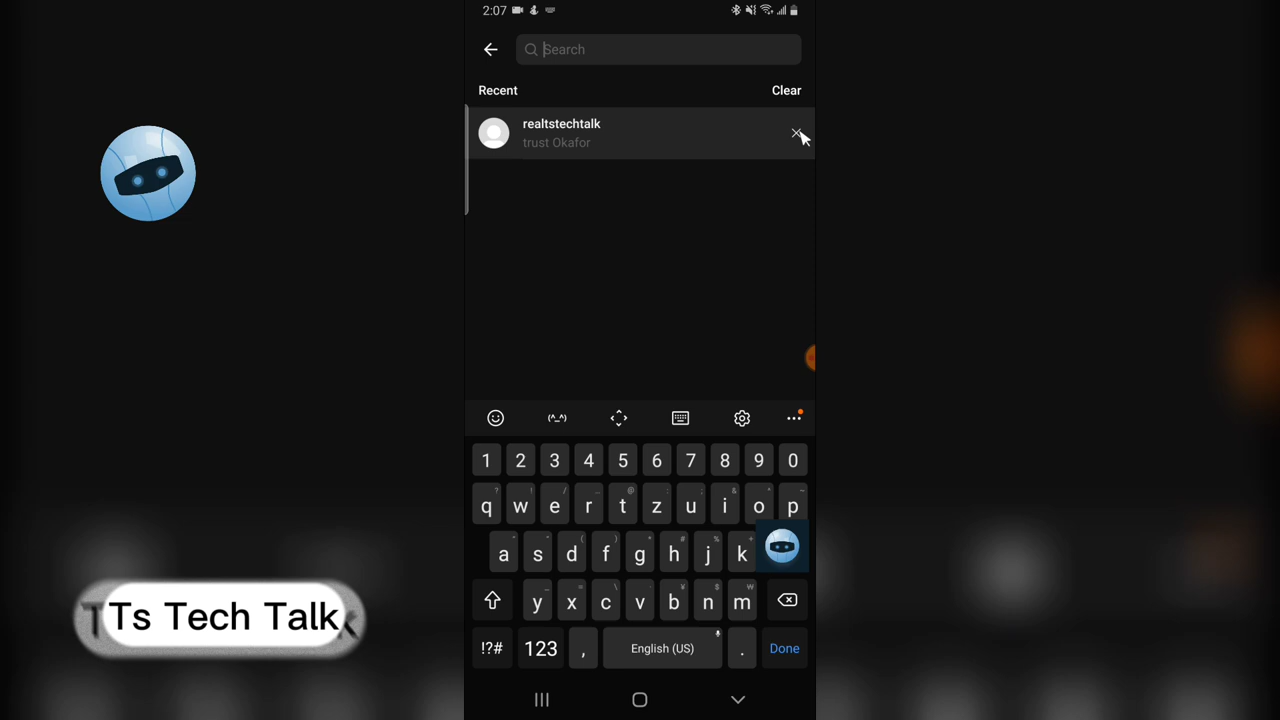 2:07
Search
Recent
Clear
realtstechtalk
trust Okafor
(^_^)
1 2 3 4 5 6 7 8 9 0
q w e r t z u i o p
a s d f g h j k
y x c v b n m
!?# 123 , English (US) . Done
Ts Tech Talk